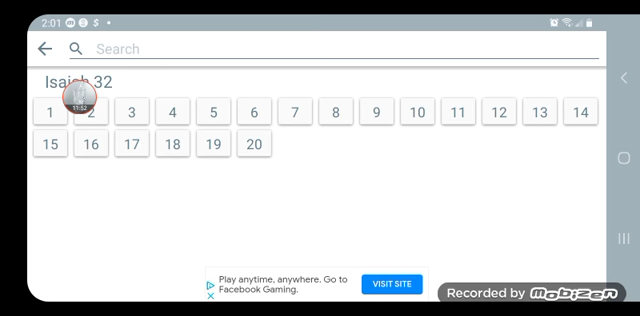 2:01
Search
Isaiah 32
1 2 3 4 5 6 7 8 9 10 11 12 13 14
11:52
15 16 17 18 19 20
Play anytime, anywhere. Go to
Facebook Gaming.
VISIT SITE
Recorded by MOBIZEN